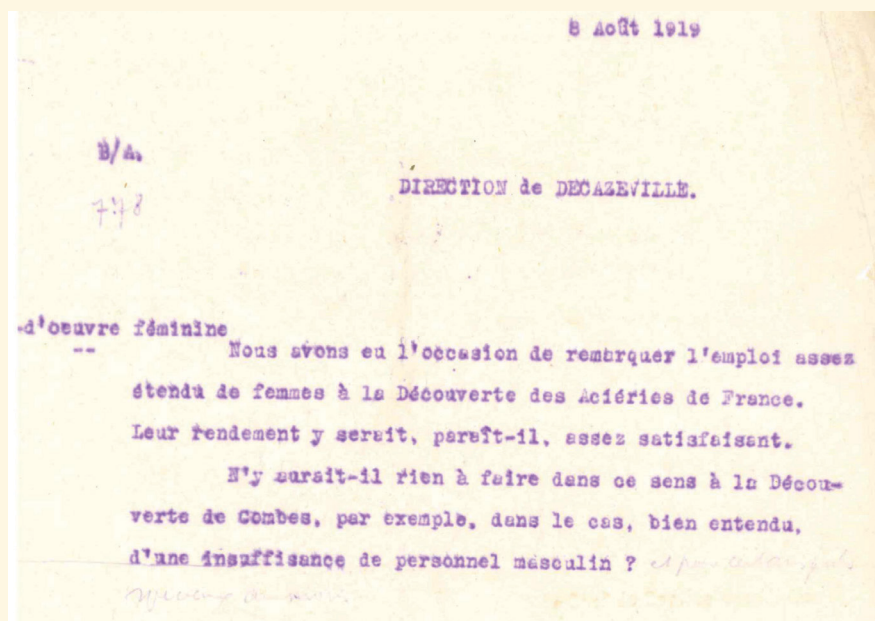 8 Août 1919
B/A.
778
DIRECTION de DECAZEVILLE.
d'oeuvre féminine
--
Nous avons eu l'occasion de remarquer l'emploi assez
étendu de femmes à la Découverte des Aciéries de France.
Leur rendement y serait, paraît-il, assez satisfaisant.
N'y aurait-il rien à faire dans ce sens à la Décou-
verte de Combes, par exemple, dans le cas, bien entendu,
d'une insuffisance de personnel masculin ? et pour